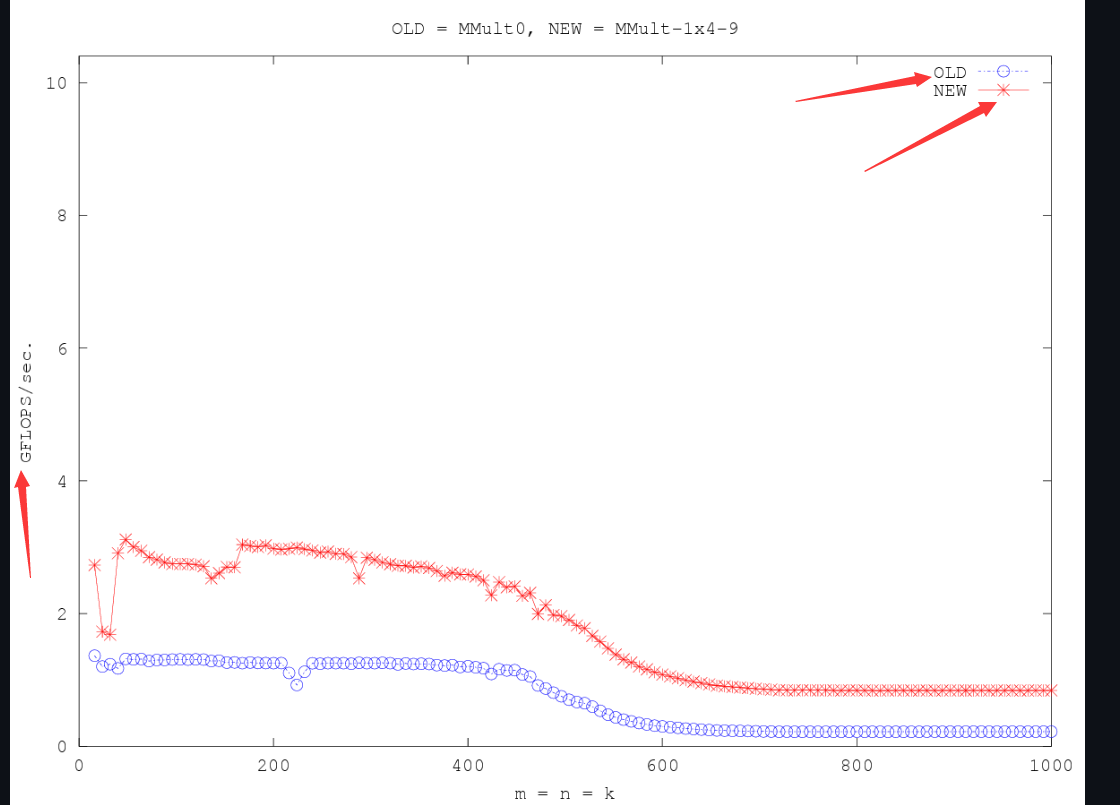 OLD = MMult0, NEW = MMult-1x4-9
OLD
NEW
10
8
6
4
2
0
GFLOPS/sec.
0 200 400 600 800 1000
m = n = k